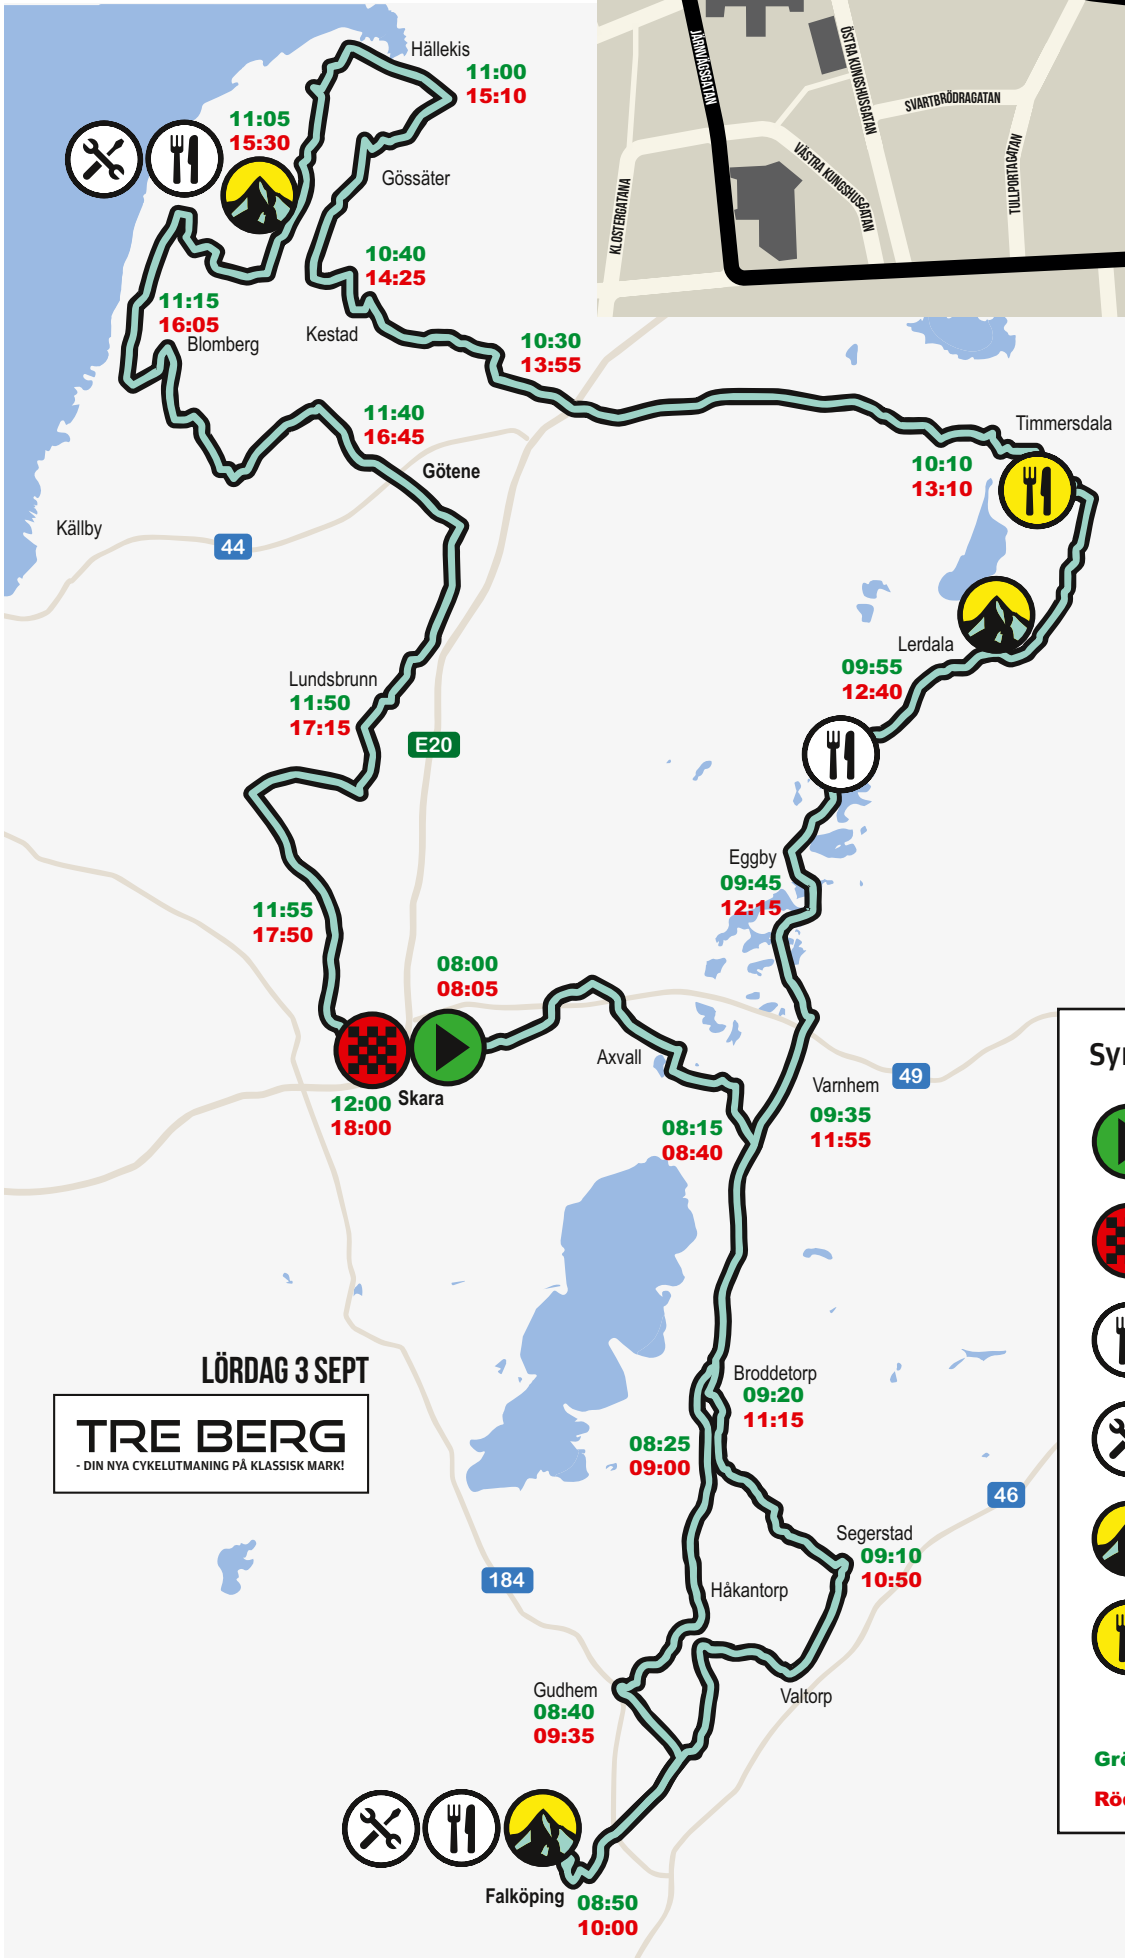 JÄRNVÄGSGATAN
ÖSTRA KUNGSHUSGATAN
SVARTBRÖDRAGATAN
VÄSTRA KUNGSHUSGATAN
KLOSTERGATANA
TULLPORTAGATAN
Hällekis
11:00
15:10
11:05
15:30
Gössäter
10:40
14:25
11:15
16:05
Blomberg
Kestad
10:30
13:55
11:40
16:45
Götene
Timmersdala
10:10
13:10
Källby
44
Lerdala
09:55
12:40
Lundsbrunn
11:50
17:15
E20
Eggby
09:45
12:15
11:55
17:50
08:00
08:05
Axvall
49
Varnhem
09:35
11:55
12:00
18:00
Skara
08:15
08:40
LÖRDAG 3 SEPT
TRE BERG
- DIN NYA CYKELUTMANING PÅ KLASSISK MARK!
Broddetorp
09:20
11:15
08:25
09:00
46
Segerstad
09:10
10:50
184
Håkantorp
Gudhem
08:40
09:35
Valtorp
Falköping
08:50
10:00